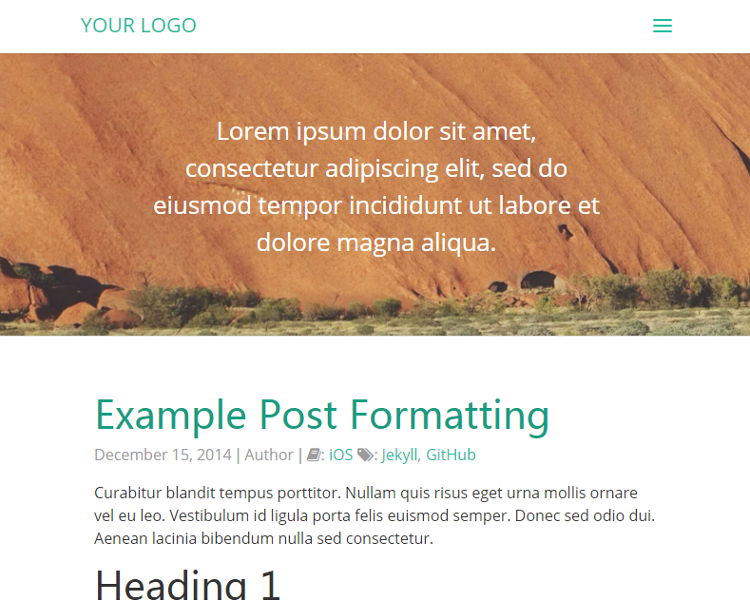 YOUR LOGO
Lorem ipsum dolor sit amet,
consectetur adipiscing elit, sed do
eiusmod tempor incididunt ut labore et
dolore magna aliqua.
Example Post Formatting
December 15, 2014 | Author | : iOS : Jekyll, GitHub
Curabitur blandit tempus porttitor. Nullam quis risus eget urna mollis ornare
vel eu leo. Vestibulum id ligula porta felis euismod semper. Donec sed odio dui.
Aenean lacinia bibendum nulla sed consectetur.
Heading 1